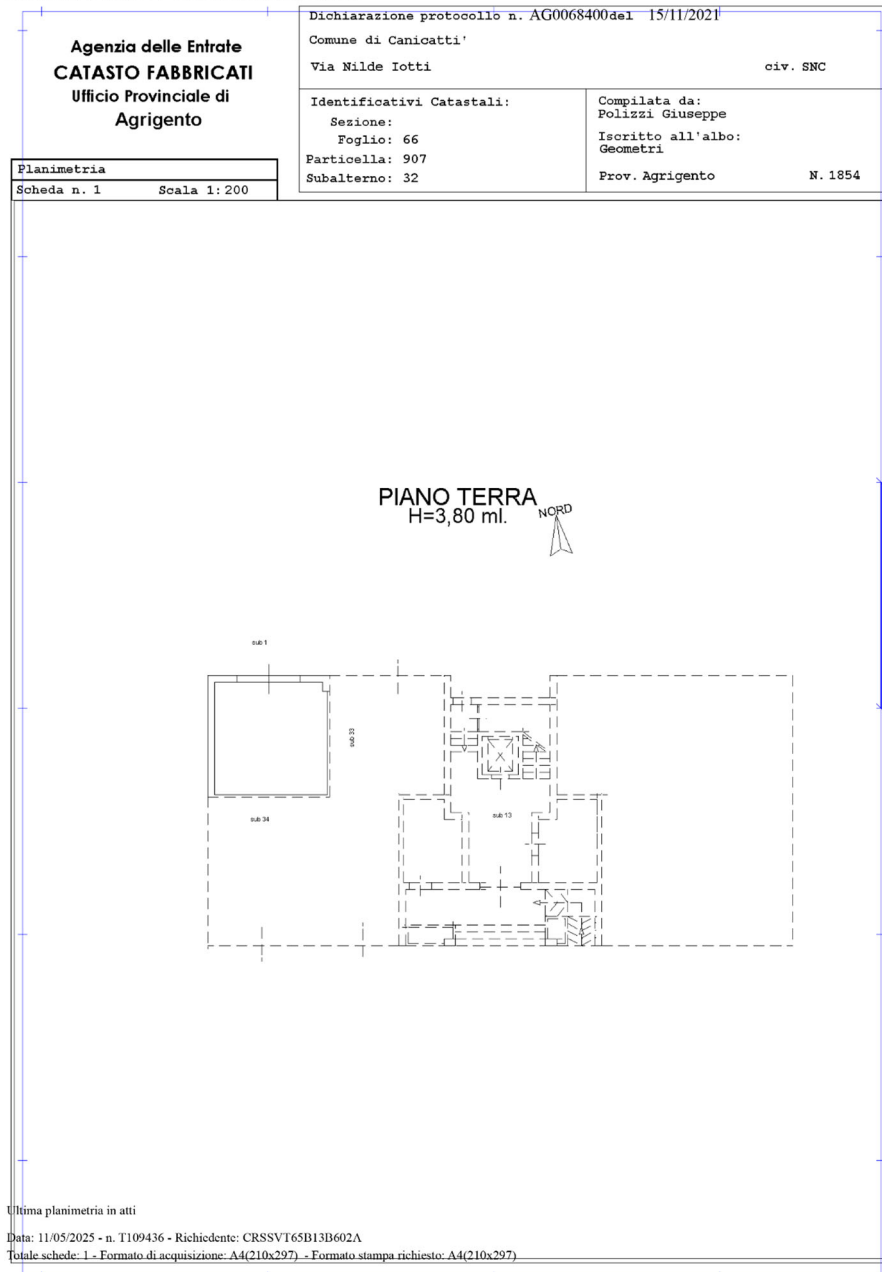 Agenzia delle Entrate
CATASTO FABBRICATI
Ufficio Provinciale di
Agrigento
Planimetria
Scheda n. 1 Scala 1:200
Dichiarazione protocollo n. AG0068400 del 15/11/2021
Comune di Canicatti'
Via Nilde Iotti civ. SNC
Identificativi Catastali:
Sezione:
Foglio: 66
Particella: 907
Subalterno: 32
Compilata da:
Polizzi Giuseppe
Iscritto all'albo:
Geometri
Prov. Agrigento N. 1854
PIANO TERRA
H=3,80 ml.
NORD
sub 1
sub 33
sub 34
sub 13
Ultima planimetria in atti
Data: 11/05/2025 - n. T109436 - Richiedente: CRSSVT65B13B602A
Totale schede: 1 - Formato di acquisizione: A4(210x297) - Formato stampa richiesto: A4(210x297)